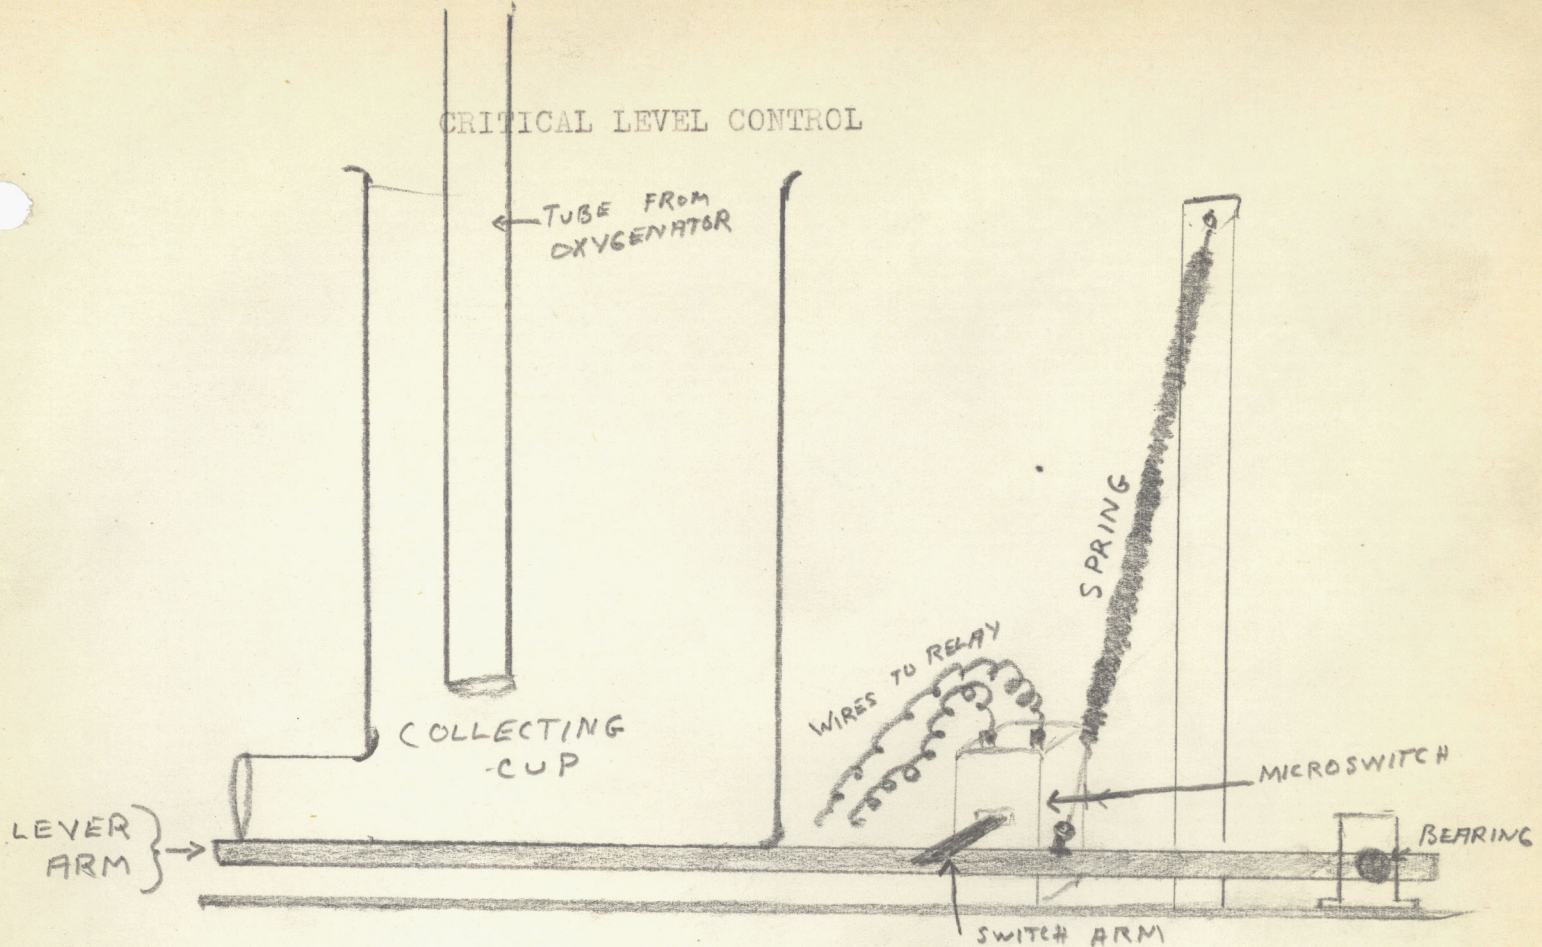 CRITICAL LEVEL CONTROL
TUBE FROM
OXYGENATOR
SPRING
WIRES TO RELAY
COLLECTING
CUP
MICROSWITCH
LEVER
ARM
BEARING
SWITCH ARM